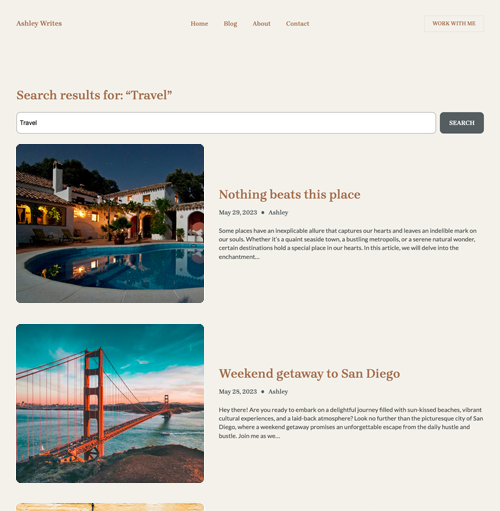 Ashley Writes
Home
Blog
About
Contact
WORK WITH ME
Search results for: “Travel”
Travel
SEARCH
Nothing beats this place
May 29, 2023 • Ashley
Some places have an inexplicable allure that captures our hearts and leaves an indelible mark on
our souls. Whether it's a quaint seaside town, a bustling metropolis, or a serene natural wonder,
certain destinations hold a special place in our hearts. In this article, we will delve into the
enchantment…
Weekend getaway to San Diego
May 28, 2023 • Ashley
Hey there! Are you ready to embark on a delightful journey filled with sun-kissed beaches, vibrant
cultural experiences, and a laid-back atmosphere? Look no further than the picturesque city of San
Diego, where a weekend getaway promises an unforgettable escape from the daily hustle and
bustle. Join me as we…